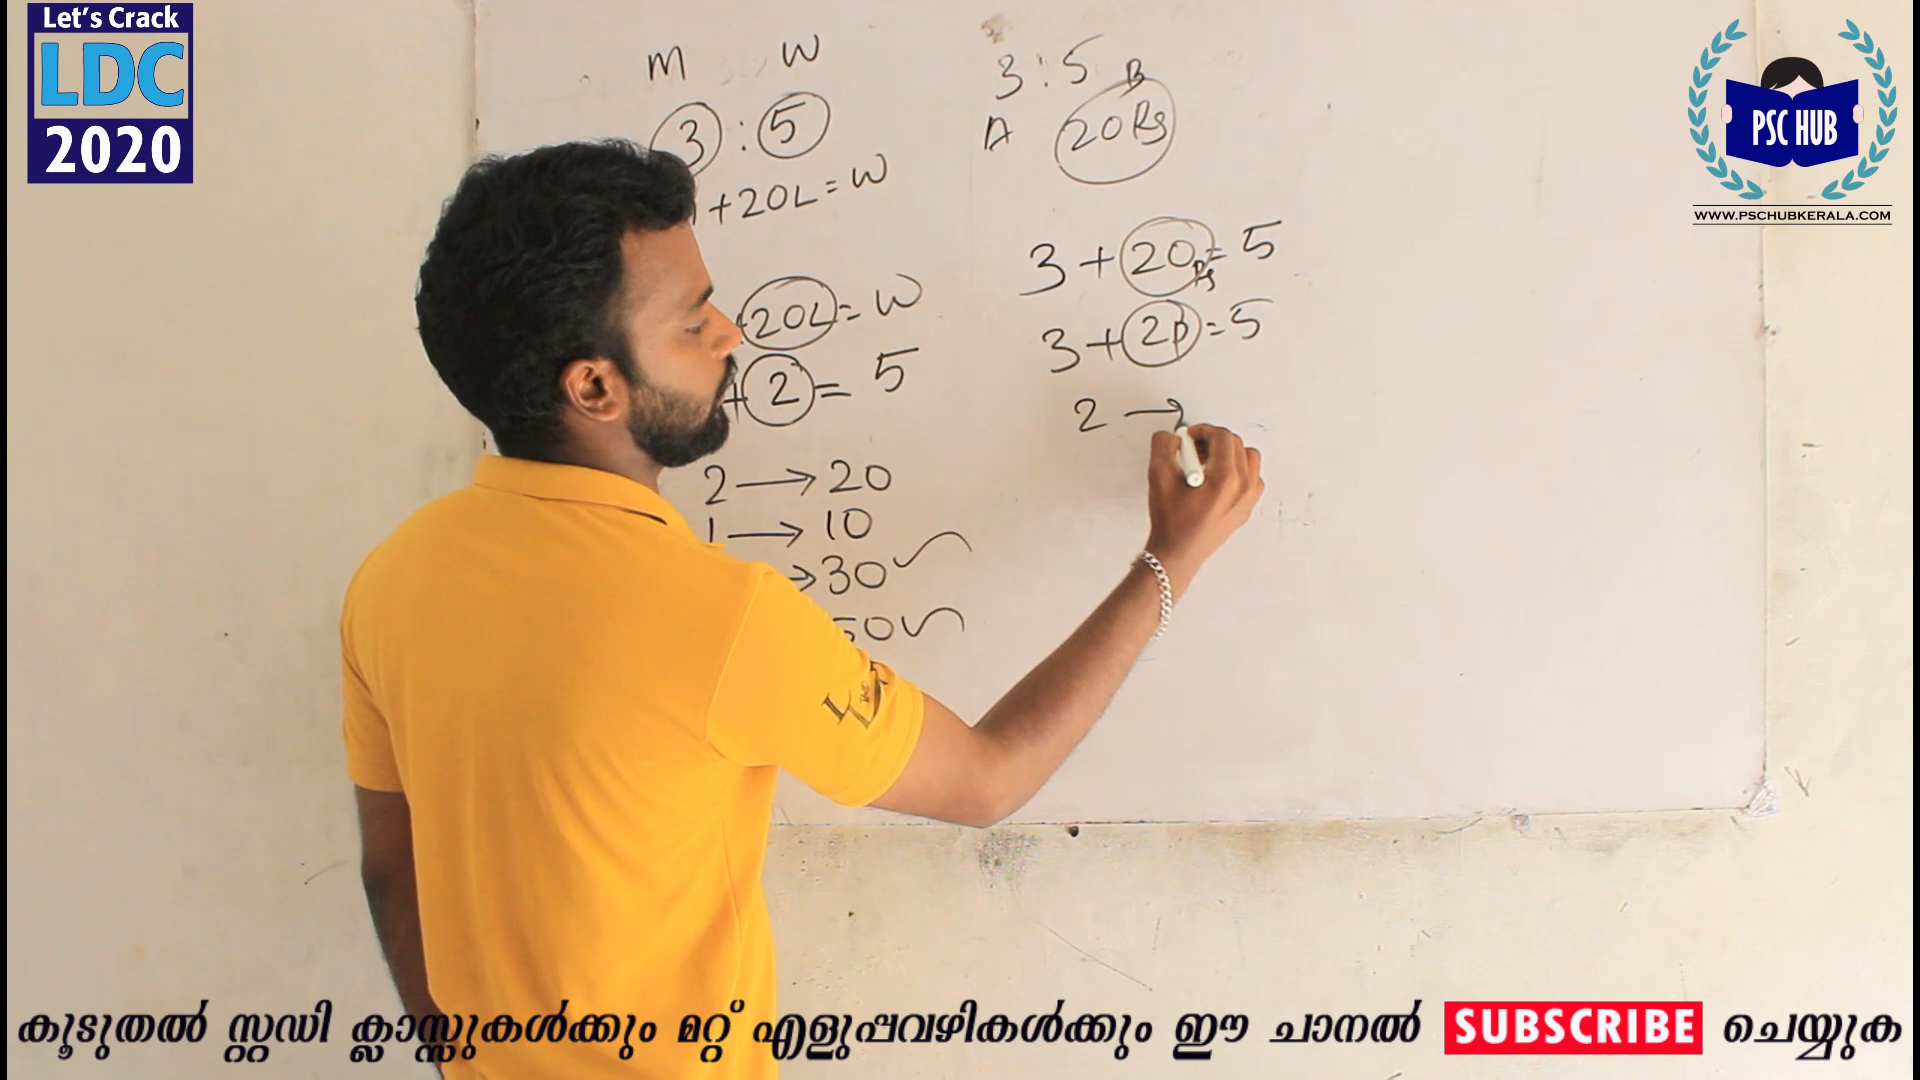 Let's Crack
LDC
2020
PSC HUB
WWW.PSCHUBKERALA.COM
M : W
3 : 5
+20L=W
20L=W
+2=5
2→20
1→10
→30
50
3:5
A B
20Rs
3+20Rs=5
3+2P=5
2→
കൂടുതൽ സ്റ്റഡി ക്ലാസ്സുകൾക്കും മറ്റ് എളുപ്പവഴികൾക്കും ഈ ചാനൽ SUBSCRIBE ചെയ്യുക